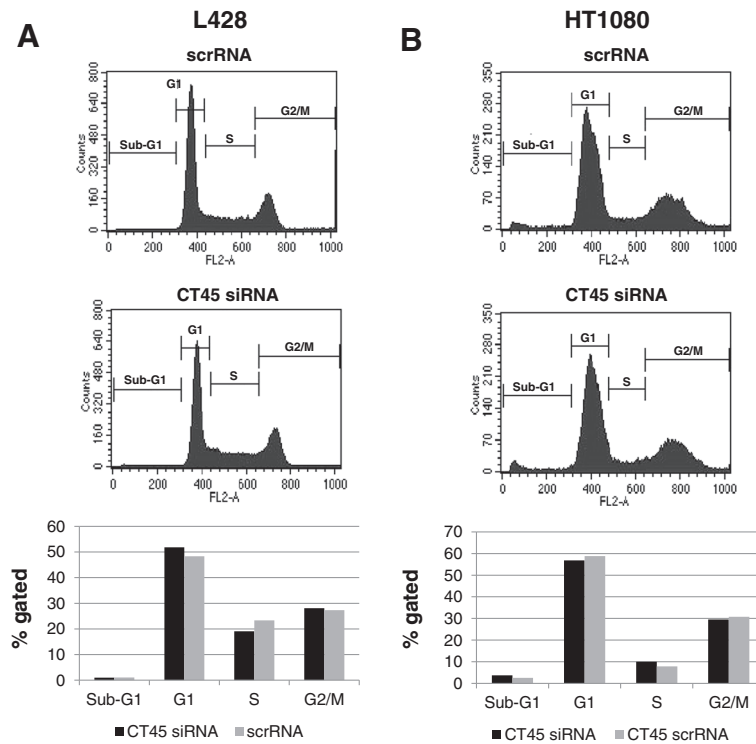 A
L428
scrRNA
Counts
800
640
480
320
160
0
G1
G2/M
Sub-G1
S
0 200 400 600 800 1000
FL2-A
CT45 siRNA
Counts
800
640
480
320
160
0
G1
G2/M
Sub-G1
S
0 200 400 600 800 1000
FL2-A
% gated
60
50
40
30
20
10
0
Sub-G1 G1 S G2/M
CT45 siRNA scrRNA
B
HT1080
scrRNA
Counts
350
280
210
140
70
0
G1
G2/M
Sub-G1
S
0 200 400 600 800 1000
FL2-A
CT45 siRNA
Counts
350
280
210
140
70
0
G1
G2/M
Sub-G1
S
0 200 400 600 800 1000
FL2-A
% gated
70
60
50
40
30
20
10
0
Sub-G1 G1 S G2/M
CT45 siRNA CT45 scrRNA